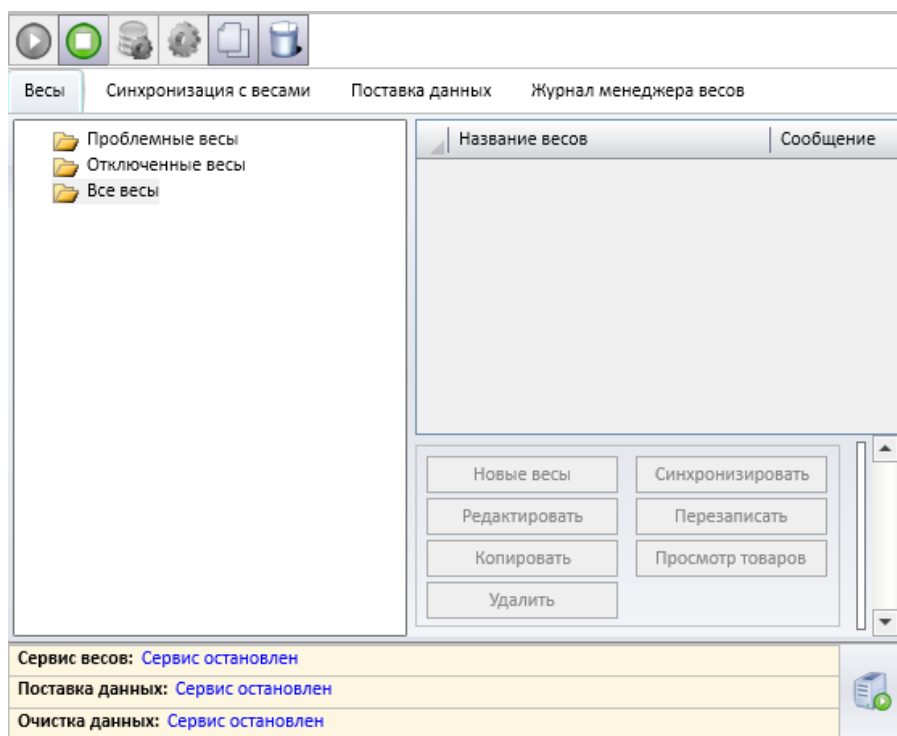 Весы Синхронизация с весами Поставка данных Журнал менеджера весов
Проблемные весы
Отключенные весы
Все весы
Название весов Сообщение
Новые весы Синхронизировать
Редактировать Перезаписать
Копировать Просмотр товаров
Удалить
Сервис весов: Сервис остановлен
Поставка данных: Сервис остановлен
Очистка данных: Сервис остановлен